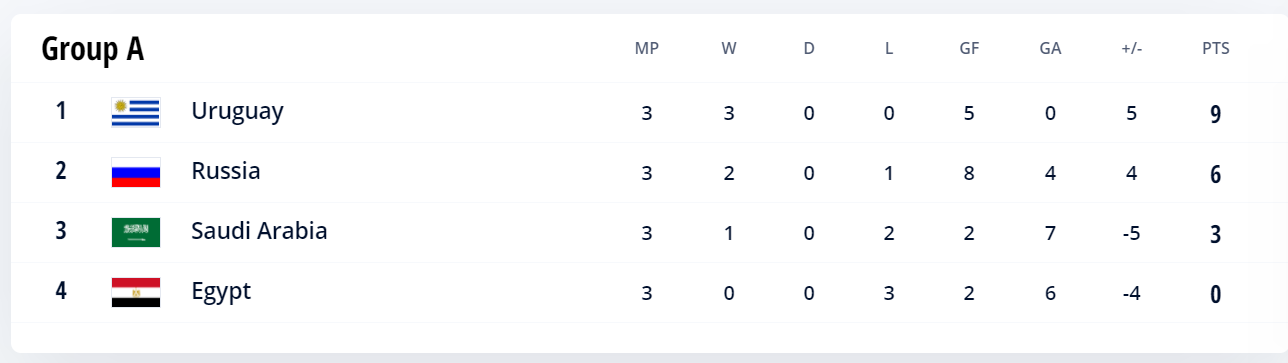 Group A MP W D L GF GA +/- PTS
1 Uruguay 3 3 0 0 5 0 5 9
2 Russia 3 2 0 1 8 4 4 6
3 Saudi Arabia 3 1 0 2 2 7 -5 3
4 Egypt 3 0 0 3 2 6 -4 0